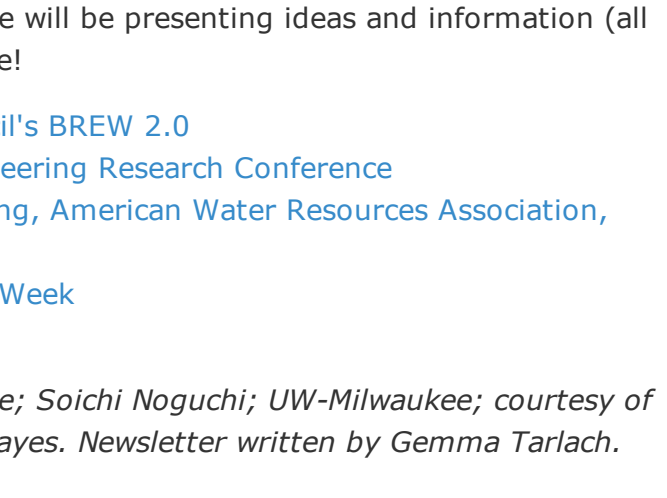 e will be presenting ideas and information (all
e!
il's BREW 2.0
eering Research Conference
ng, American Water Resources Association,
Week
e; Soichi Noguchi; UW-Milwaukee; courtesy of
ayes. Newsletter written by Gemma Tarlach.